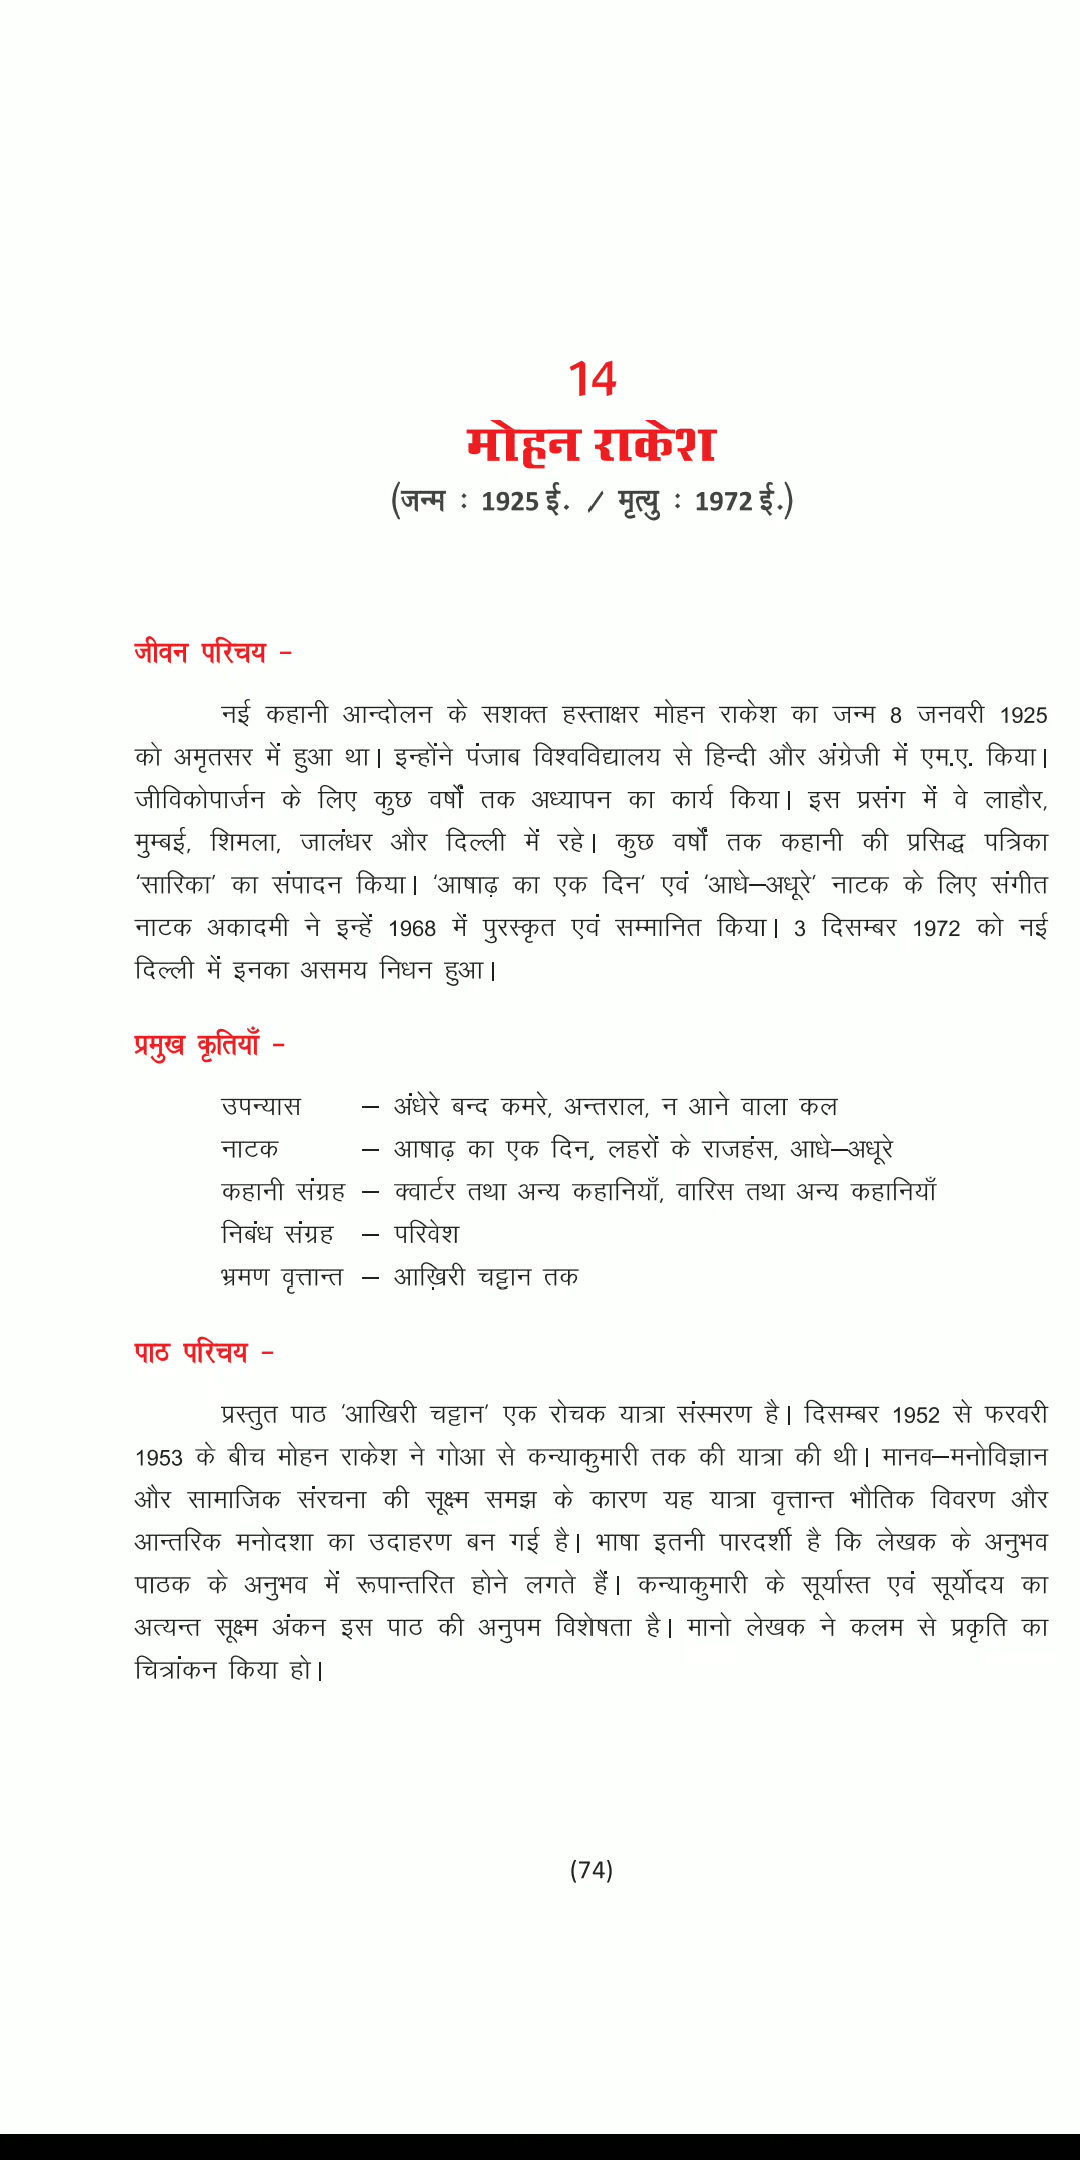 14
मोहन राकेश
(जन्म : 1925 ई. / मृत्यु : 1972 ई.)
जीवन परिचय –
नई कहानी आन्दोलन के सशक्त हस्ताक्षर मोहन राकेश का जन्म 8 जनवरी 1925
को अमृतसर में हुआ था। इन्होंने पंजाब विश्वविद्यालय से हिन्दी और अंग्रेजी में एम.ए. किया।
जीविकोपार्जन के लिए कुछ वर्षों तक अध्यापन का कार्य किया। इस प्रसंग में वे लाहौर,
मुम्बई, शिमला, जालंधर और दिल्ली में रहे। कुछ वर्षों तक कहानी की प्रसिद्ध पत्रिका
‘सारिका’ का संपादन किया। ‘आषाढ़ का एक दिन’ एवं ‘आधे–अधूरे’ नाटक के लिए संगीत
नाटक अकादमी ने इन्हें 1968 में पुरस्कृत एवं सम्मानित किया। 3 दिसम्बर 1972 को नई
दिल्ली में इनका असमय निधन हुआ।
प्रमुख कृतियाँ –
उपन्यास – अंधेरे बन्द कमरे, अन्तराल, न आने वाला कल
नाटक – आषाढ़ का एक दिन, लहरों के राजहंस, आधे–अधूरे
कहानी संग्रह – क्वार्टर तथा अन्य कहानियाँ, वारिस तथा अन्य कहानियाँ
निबंध संग्रह – परिवेश
भ्रमण वृत्तान्त – आख़िरी चट्टान तक
पाठ परिचय –
प्रस्तुत पाठ ‘आखिरी चट्टान’ एक रोचक यात्रा संस्मरण है। दिसम्बर 1952 से फरवरी
1953 के बीच मोहन राकेश ने गोआ से कन्याकुमारी तक की यात्रा की थी। मानव–मनोविज्ञान
और सामाजिक संरचना की सूक्ष्म समझ के कारण यह यात्रा वृत्तान्त भौतिक विवरण और
आन्तरिक मनोदशा का उदाहरण बन गई है। भाषा इतनी पारदर्शी है कि लेखक के अनुभव
पाठक के अनुभव में रूपान्तरित होने लगते हैं। कन्याकुमारी के सूर्यास्त एवं सूर्योदय का
अत्यन्त सूक्ष्म अंकन इस पाठ की अनुपम विशेषता है। मानो लेखक ने कलम से प्रकृति का
चित्रांकन किया हो।
(74)